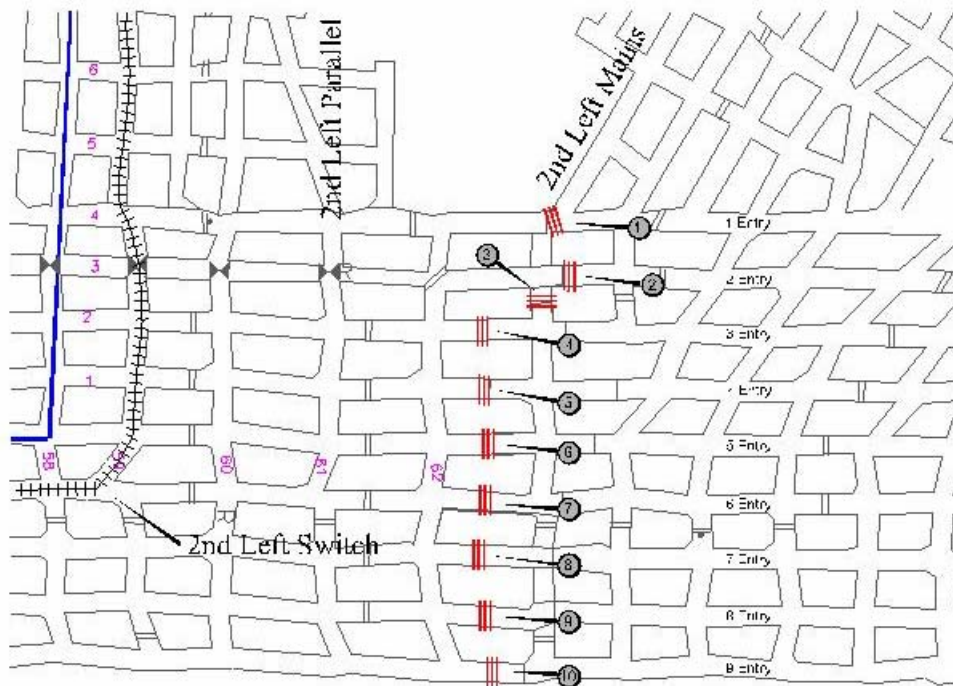 2nd Left Parallel
2nd Left Mains
6
5
4
3
2
1
R
1
2
3
4
5
6
7
8
9
10
1 Entry
2 Entry
3 Entry
5 Entry
6 Entry
7 Entry
8 Entry
9 Entry
58
60
61
62
2nd Left Switch